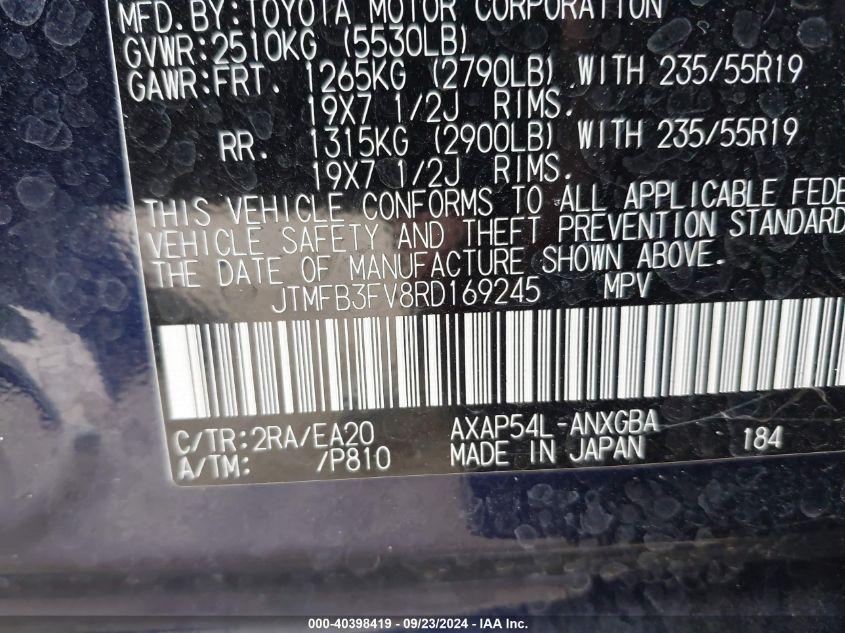 MFD. BY: TOYOTA MOTOR CORPORATION
GVWR: 2510KG (5530LB)
GAWR: FRT. 1265KG (2790LB) WITH 235/55R19
19X7 1/2J RIMS.
RR. 1315KG (2900LB) WITH 235/55R19
19X7 1/2J RIMS.
THIS VEHICLE CONFORMS TO ALL APPLICABLE FEDE
VEHICLE SAFETY AND THEFT PREVENTION STANDARD
THE DATE OF MANUFACTURE SHOWN ABOVE.
JTMFB3FV8RD169245 MPV
C/TR: 2RA/EA20 AXAP54L-ANXGBA
A/TM: /P810 MADE IN JAPAN 184
000-40398419 - 09/23/2024 - IAA Inc.